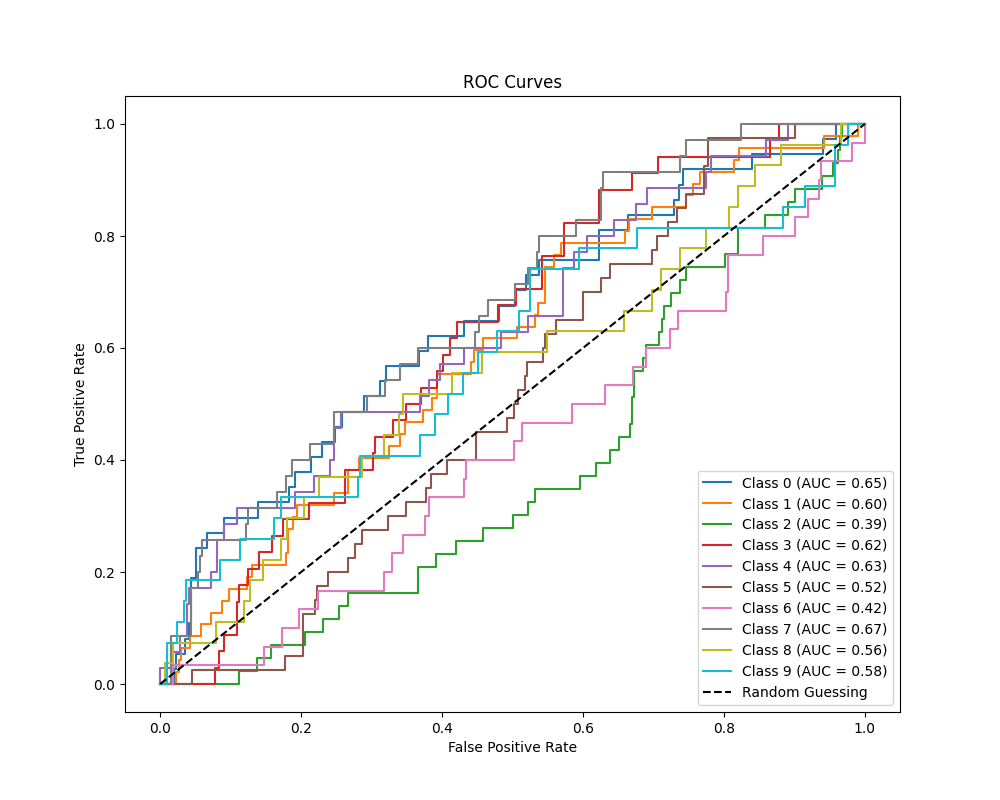 ROC Curves
True Positive Rate
1.0
0.8
0.6
0.4
0.2
0.0
0.0 0.2 0.4 0.6 0.8 1.0
False Positive Rate
Class 0 (AUC = 0.65)
Class 1 (AUC = 0.60)
Class 2 (AUC = 0.39)
Class 3 (AUC = 0.62)
Class 4 (AUC = 0.63)
Class 5 (AUC = 0.52)
Class 6 (AUC = 0.42)
Class 7 (AUC = 0.67)
Class 8 (AUC = 0.56)
Class 9 (AUC = 0.58)
Random Guessing